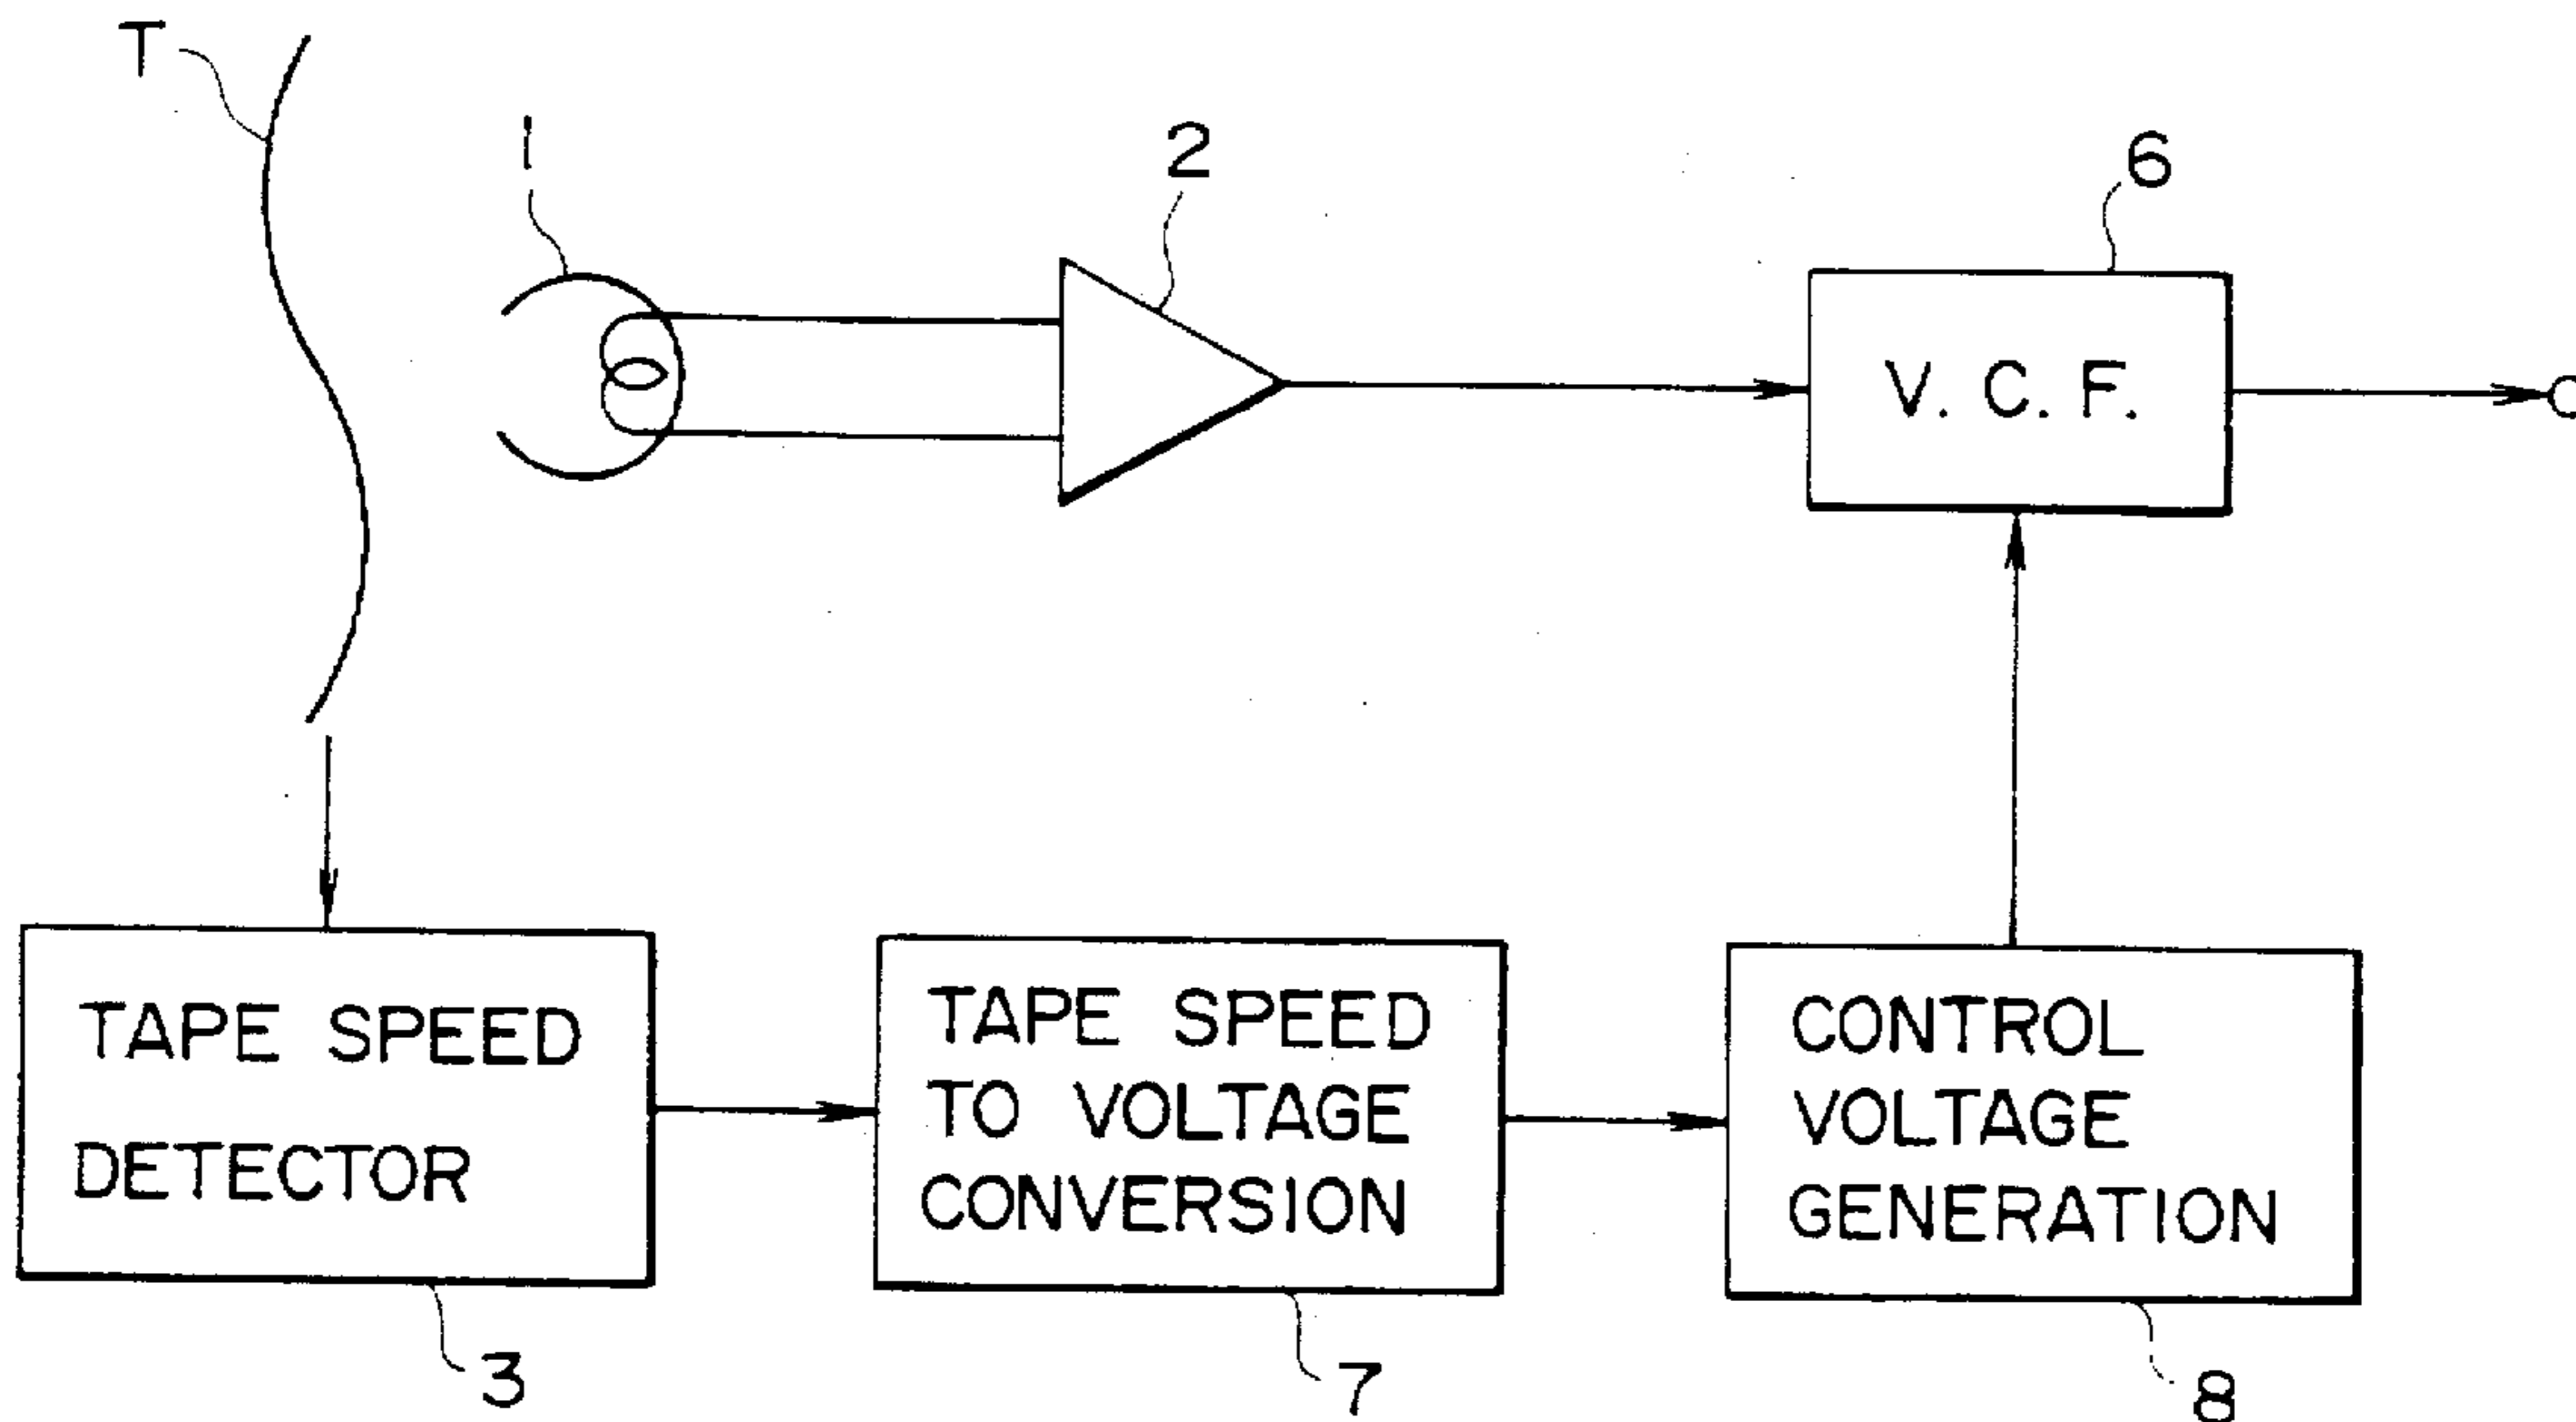 T
1
2
6
V. C. F.
TAPE SPEED
DETECTOR
TAPE SPEED
TO VOLTAGE
CONVERSION
CONTROL
VOLTAGE
GENERATION
3
7
8